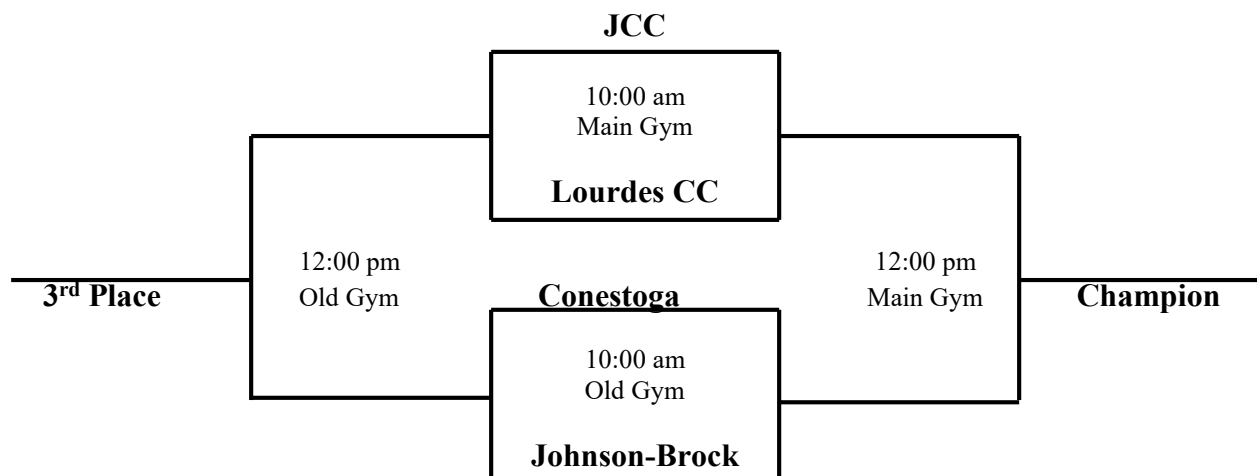 JCC
10:00 am
Main Gym
Lourdes CC
12:00 pm
Old Gym
3rd Place
Conestoga
12:00 pm
Main Gym
Champion
10:00 am
Old Gym
Johnson-Brock